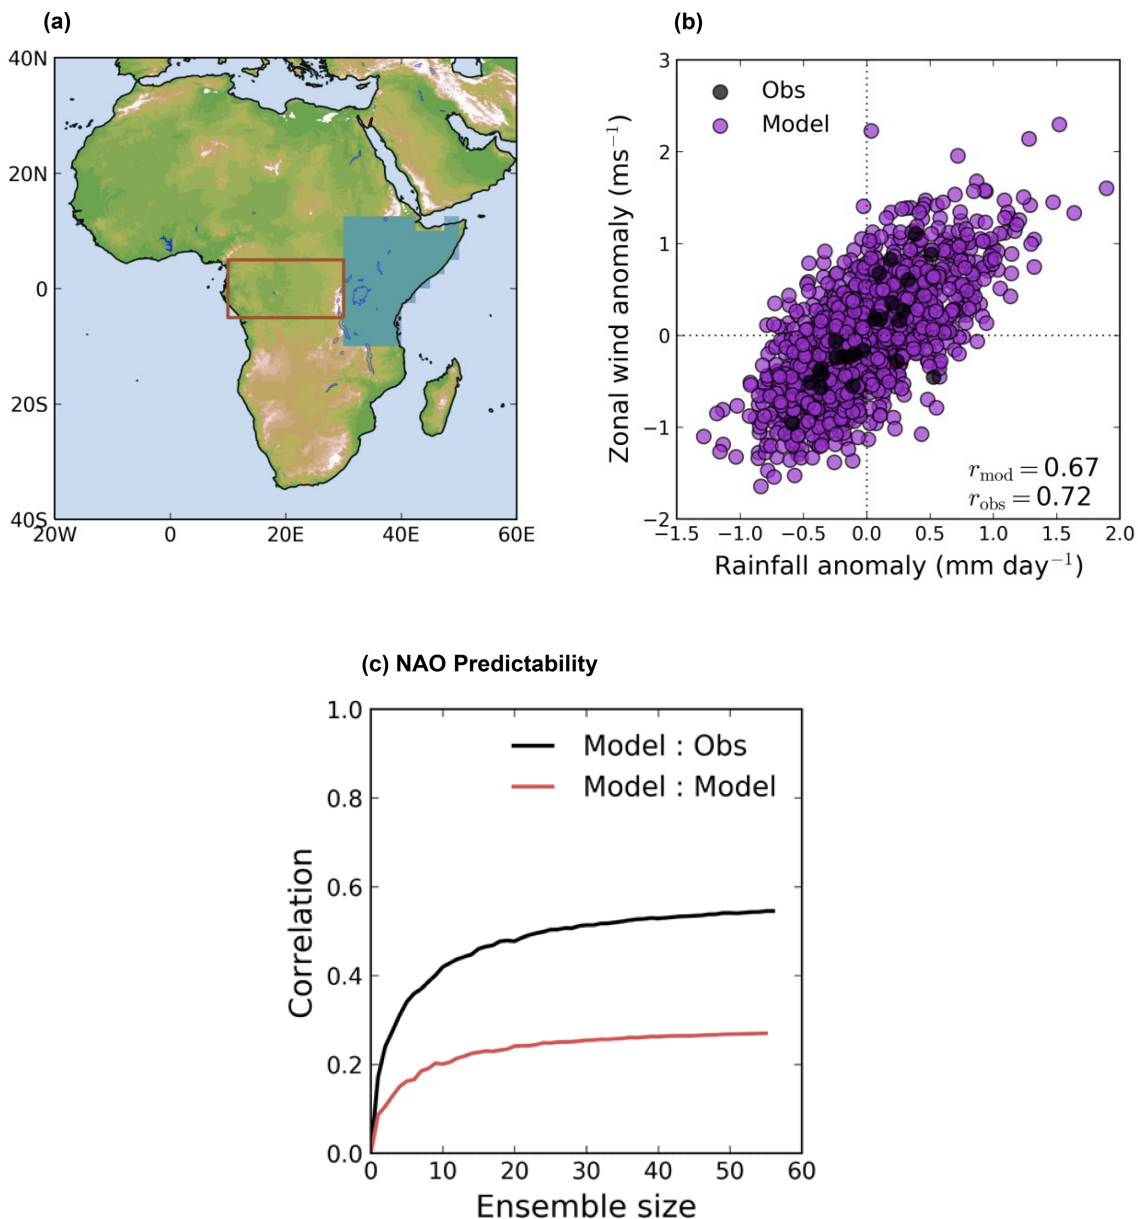 (a)
40N
20N
0
20S
40S
20W
0
20E
40E
60E
(b)
3
2
1
0
−1
−2
Zonal wind anomaly (ms⁻¹)
Obs
Model
r_mod = 0.67
r_obs = 0.72
−1.5 −1.0 −0.5 0.0 0.5 1.0 1.5 2.0
Rainfall anomaly (mm day⁻¹)
(c) NAO Predictability
1.0
0.8
0.6
0.4
0.2
0.0
Correlation
Model : Obs
Model : Model
0 10 20 30 40 50 60
Ensemble size